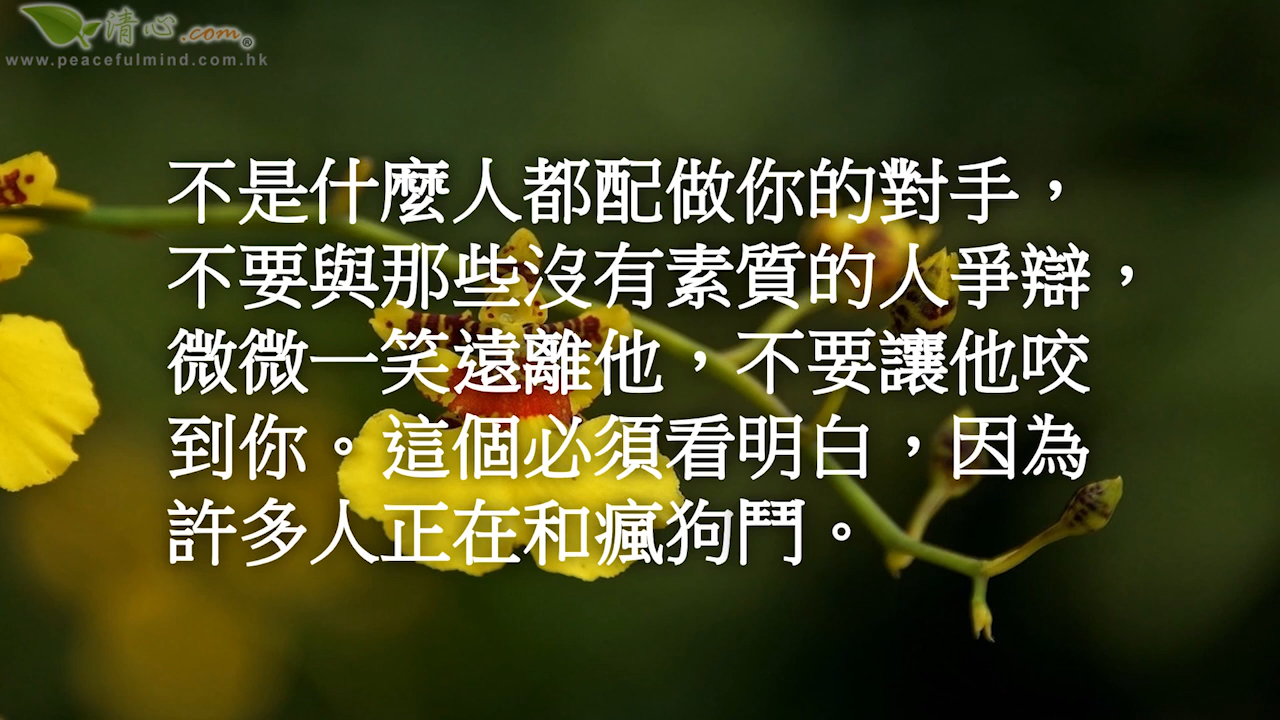 清心.com®
www.peacefulmind.com.hk
不是什麼人都配做你的對手，
不要與那些沒有素質的人爭辯，
微微一笑遠離他，不要讓他咬
到你。這個必須看明白，因為
許多人正在和瘋狗鬥。